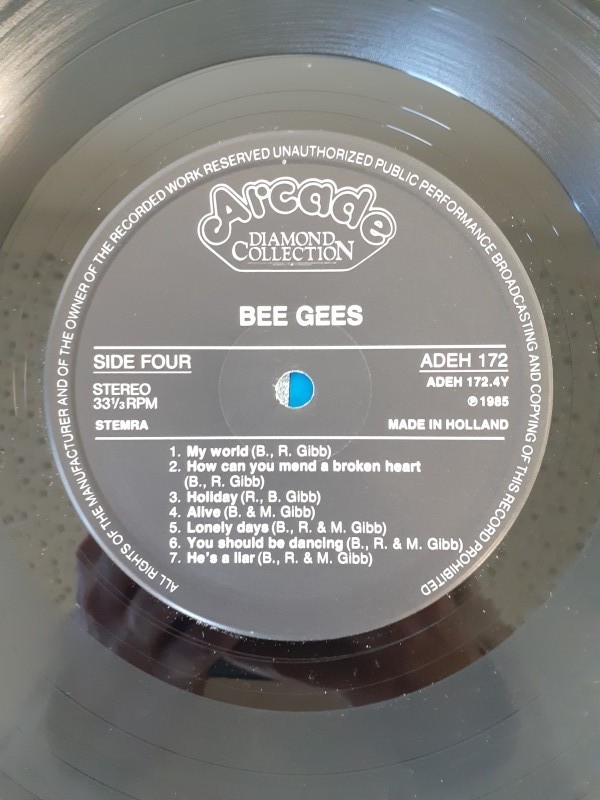 ALL RIGHTS OF THE MANUFACTURER AND OF THE OWNER OF THE RECORDED WORK RESERVED UNAUTHORIZED PUBLIC PERFORMANCE BROADCASTING AND COPYING OF THIS RECORD PROHIBITED
Arcade
DIAMOND
COLLECTION
BEE GEES
SIDE FOUR
ADEH 172
STEREO
ADEH 172.4Y
33⅓RPM
℗1985
STEMRA
MADE IN HOLLAND
1. My world (B., R. Gibb)
2. How can you mend a broken heart
(B., R. Gibb)
3. Holiday (R., B. Gibb)
4. Alive (B. & M. Gibb)
5. Lonely days (B., R. & M. Gibb)
6. You should be dancing (B., R. & M. Gibb)
7. He's a liar (B., R. & M. Gibb)